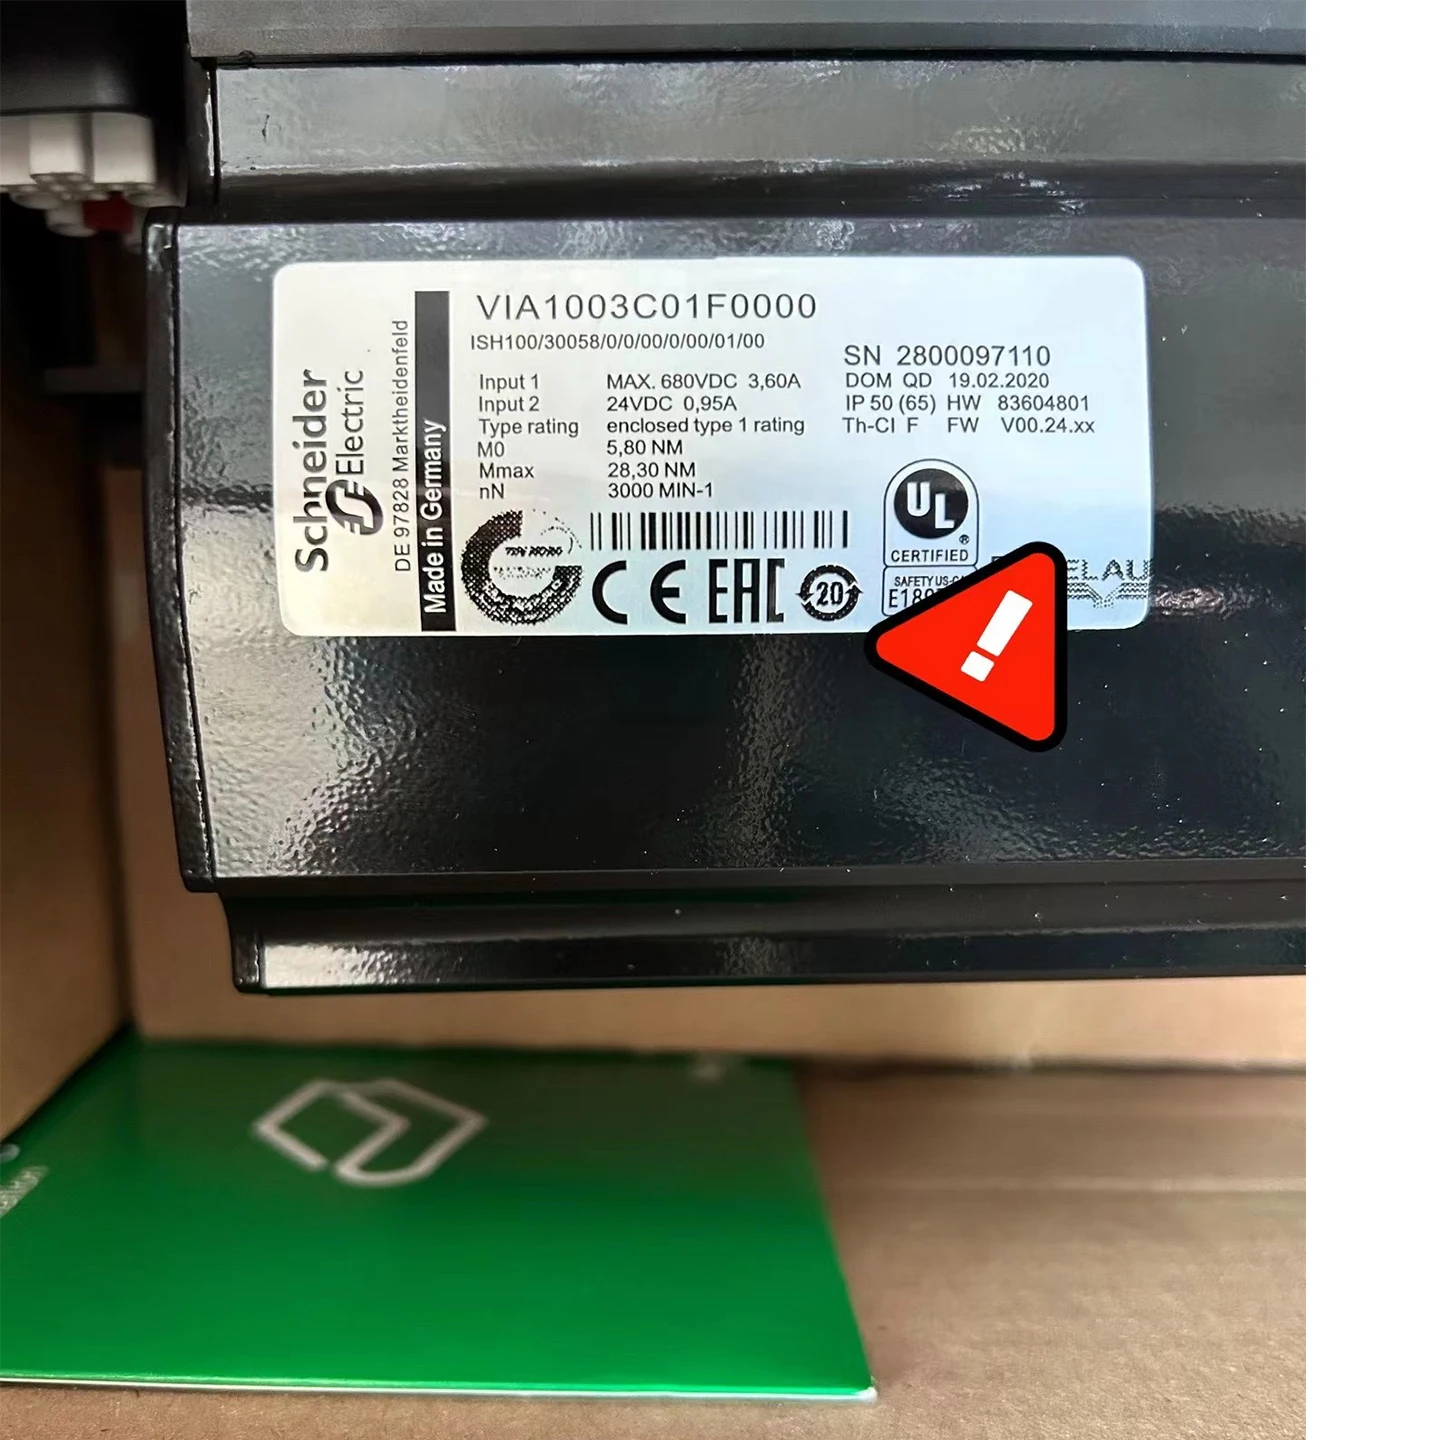 Schneider
Electric
DE 97828 Marktheidenfeld
Made in Germany
VIA1003C01F0000
ISH100/30058/0/0/00/0/00/01/00
SN 2800097110
Input 1 MAX. 680VDC 3,60A DOM QD 19.02.2020
Input 2 24VDC 0,95A IP 50 (65) HW 83604801
Type rating enclosed type 1 rating Th-Cl F FW V00.24.xx
M0 5,80 NM
Mmax 28,30 NM
nN 3000 MIN-1
UL
®
CERTIFIED
SAFETY
CE EAC 20
!